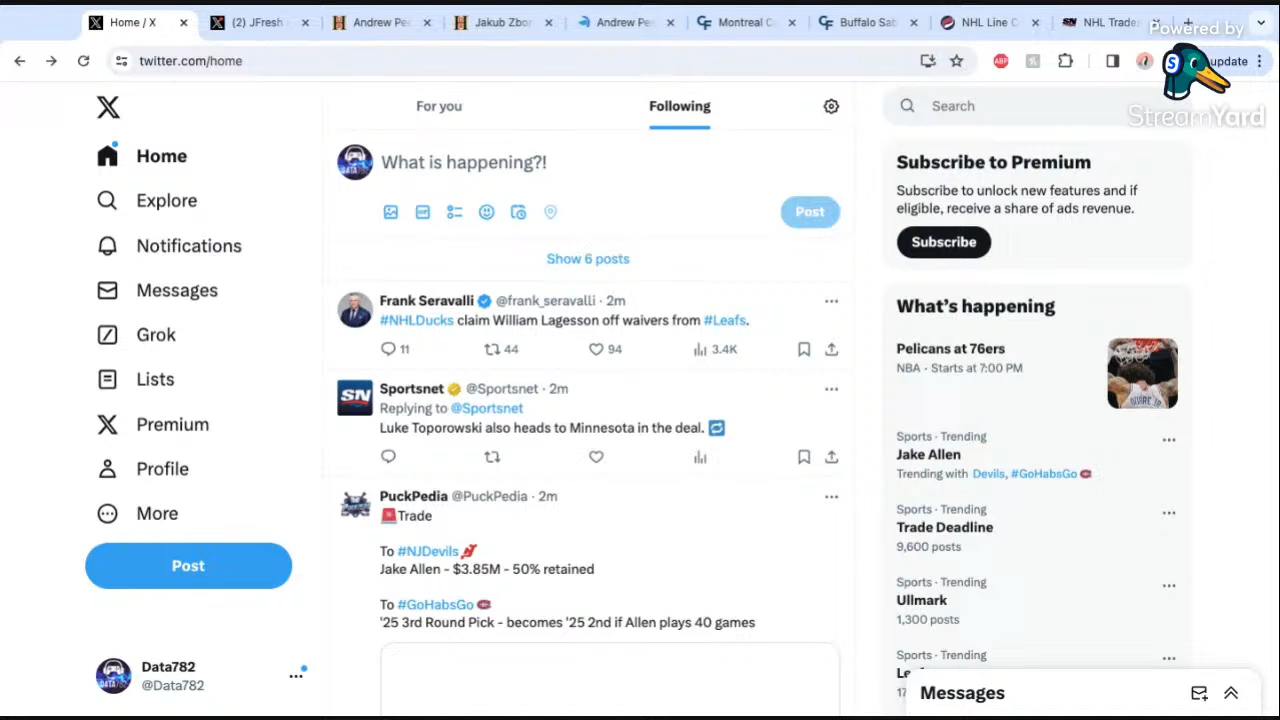 Home / X
(2) JFresh
Andrew Pe
Jakub Zbor
Andrew Pe
Montreal C
Buffalo Sab
NHL Line C
NHL Trade
Powered by
twitter.com/home
ABP
update
S
StreamYard
X
Home
Explore
Notifications
Messages
Grok
Lists
Premium
Profile
More
Post
Data782
@Data782
For you
Following
What is happening?!
GIF
Post
Show 6 posts
Frank Seravalli @frank_seravalli · 2m
#NHLDucks claim William Lagesson off waivers from #Leafs.
11 44 94 3.4K
SN
Sportsnet @Sportsnet · 2m
Replying to @Sportsnet
Luke Toporowski also heads to Minnesota in the deal.
PuckPedia @PuckPedia · 2m
🚨Trade
To #NJDevils
Jake Allen - $3.85M - 50% retained
To #GoHabsGo
'25 3rd Round Pick - becomes '25 2nd if Allen plays 40 games
Search
Subscribe to Premium
Subscribe to unlock new features and if
eligible, receive a share of ads revenue.
Subscribe
What's happening
Pelicans at 76ers
NBA · Starts at 7:00 PM
Sports · Trending
Jake Allen
Trending with Devils, #GoHabsGo
Sports · Trending
Trade Deadline
9,600 posts
Sports · Trending
Ullmark
1,300 posts
Sports · Trending
Messages